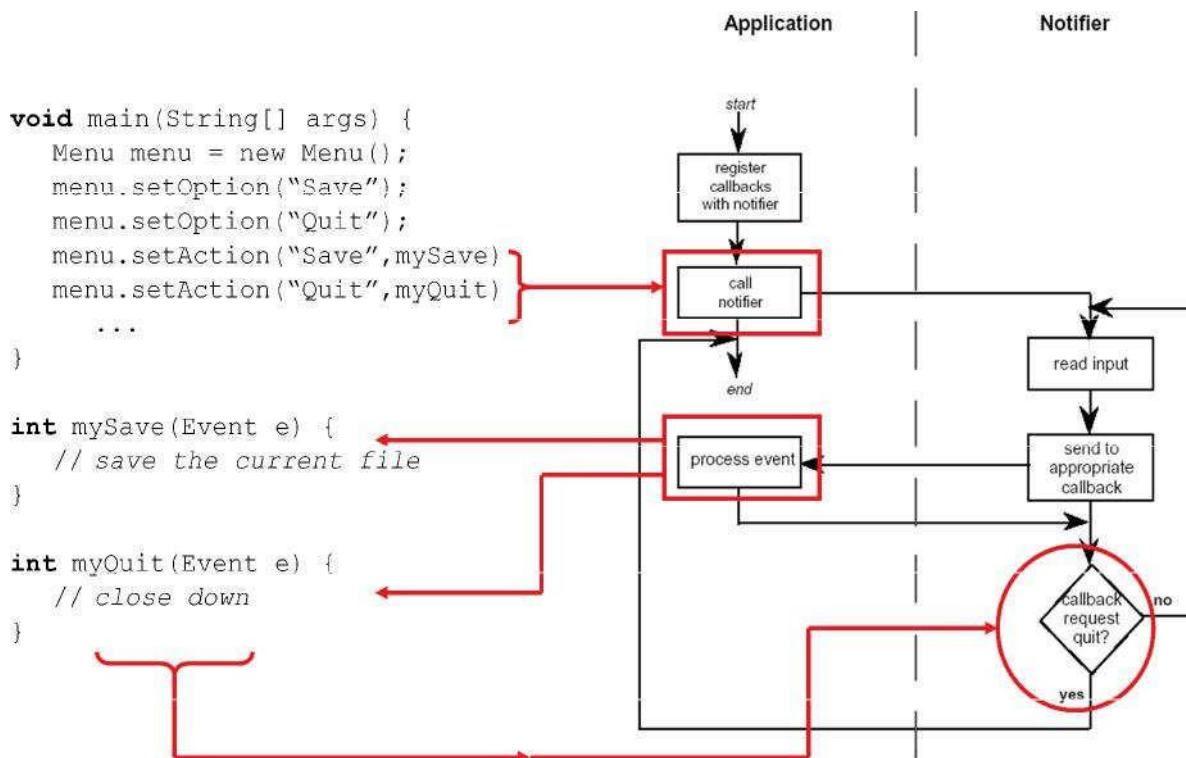 Application
Notifier
void main(String[] args) {
Menu menu = new Menu();
menu.setOption(“Save”);
menu.setOption(“Quit”);
menu.setAction(“Save”,mySave)
menu.setAction(“Quit”,myQuit)
...
}
int mySave(Event e) {
// save the current file
}
int myQuit(Event e) {
// close down
}
start
register
callbacks
with notifier
call
notifier
end
process event
read input
send to
appropriate
callback
callback
request
quit?
no
yes